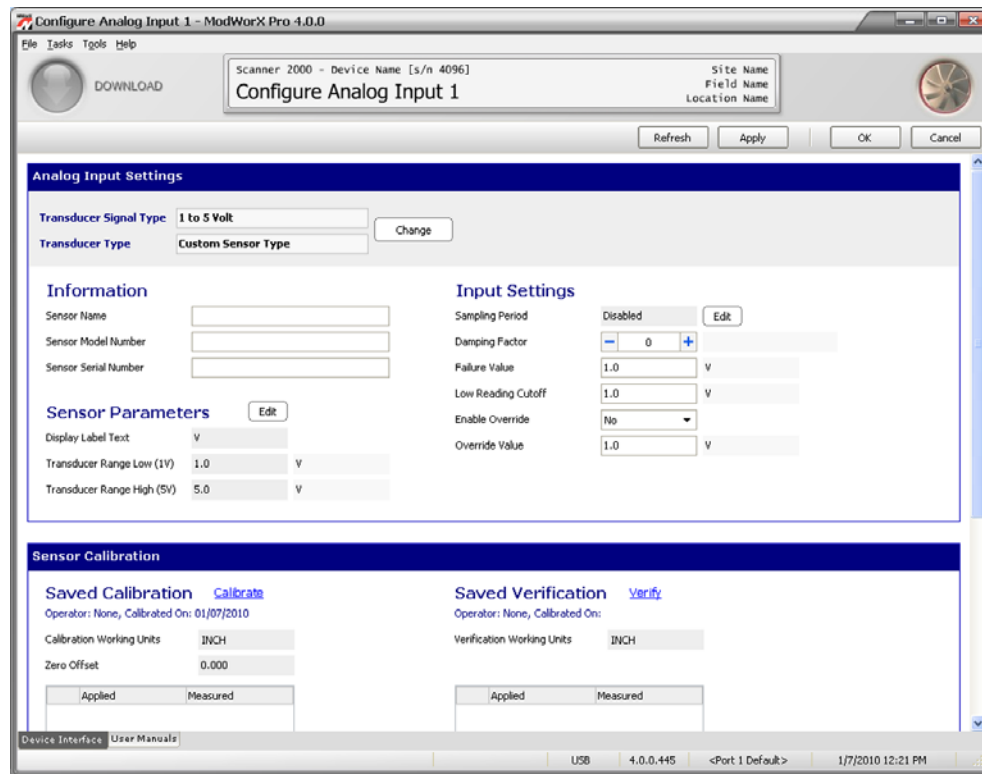 Configure Analog Input 1 - ModWorX Pro 4.0.0
File Tasks Tools Help
DOWNLOAD
Scanner 2000 - Device Name [s/n 4096]
Configure Analog Input 1
Site Name
Field Name
Location Name
Refresh Apply OK Cancel
Analog Input Settings
Transducer Signal Type 1 to 5 Volt
Change
Transducer Type Custom Sensor Type
Information
Sensor Name
Sensor Model Number
Sensor Serial Number
Sensor Parameters Edit
Display Label Text V
Transducer Range Low (1V) 1.0 V
Transducer Range High (5V) 5.0 V
Input Settings
Sampling Period Disabled Edit
Damping Factor − 0 +
Failure Value 1.0 V
Low Reading Cutoff 1.0 V
Enable Override No
Override Value 1.0 V
Sensor Calibration
Saved Calibration Calibrate
Operator: None, Calibrated On: 01/07/2010
Calibration Working Units INCH
Zero Offset 0.000
Applied Measured
Saved Verification Verify
Operator: None, Calibrated On:
Verification Working Units INCH
Applied Measured
Device Interface User Manuals
USB 4.0.0.445 <Port 1 Default> 1/7/2010 12:21 PM